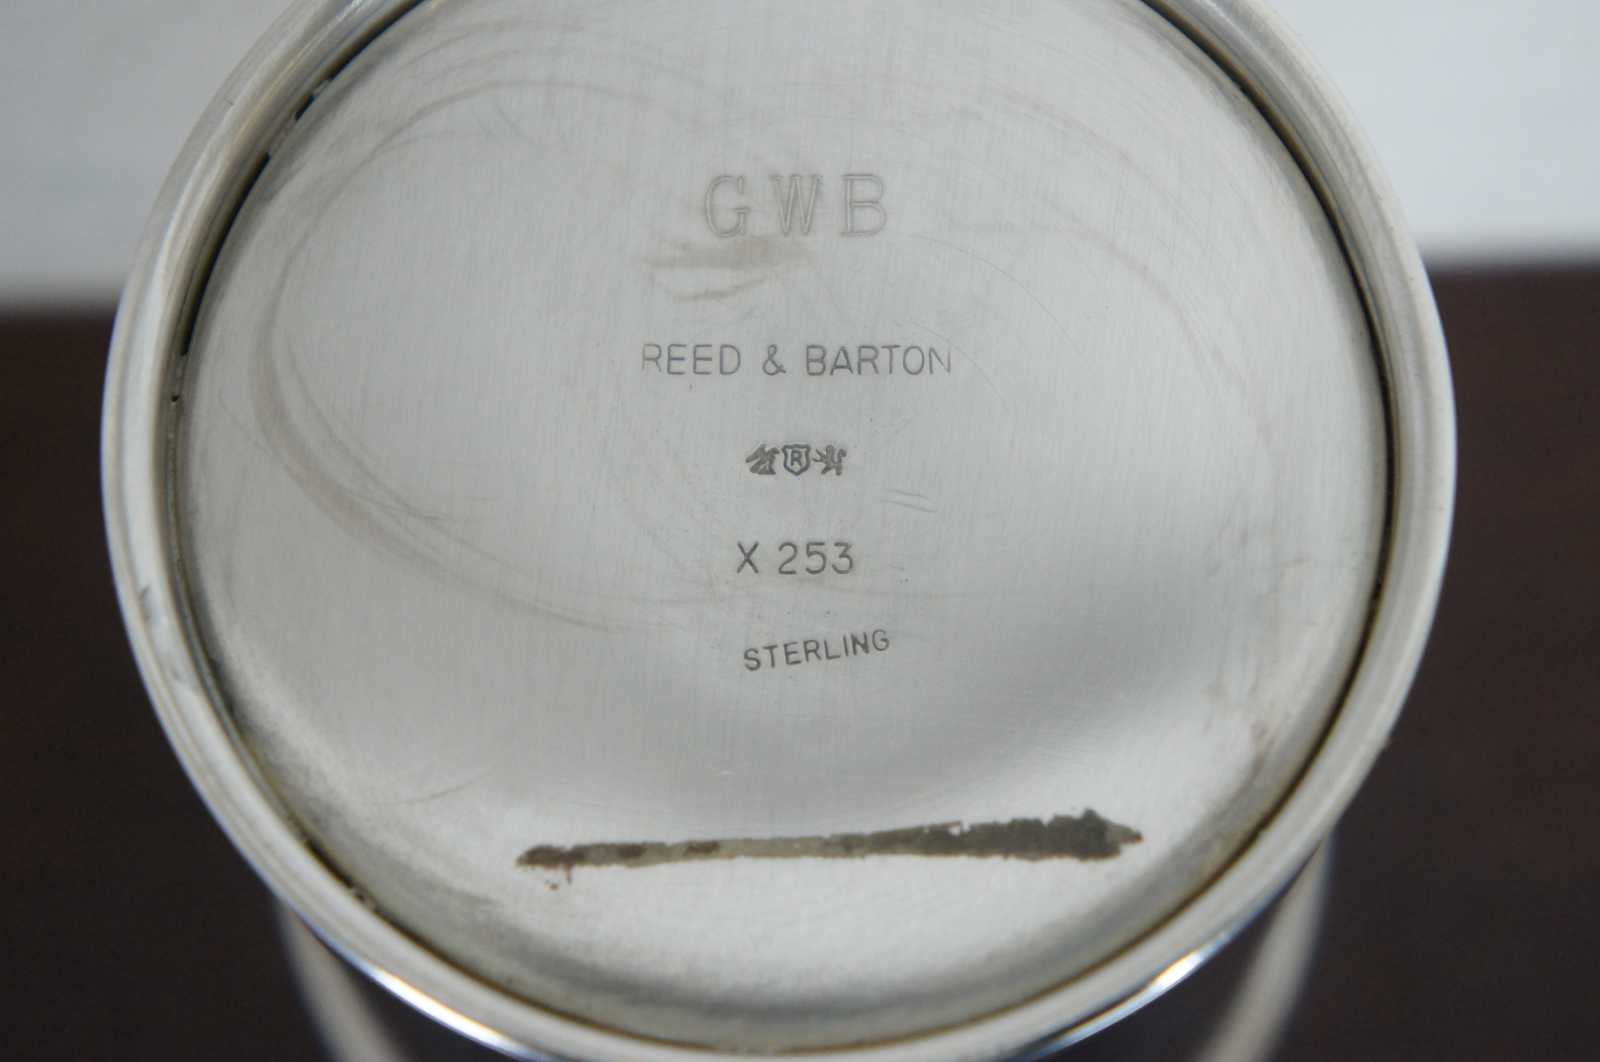 GWB
REED & BARTON
R
X 253
STERLING